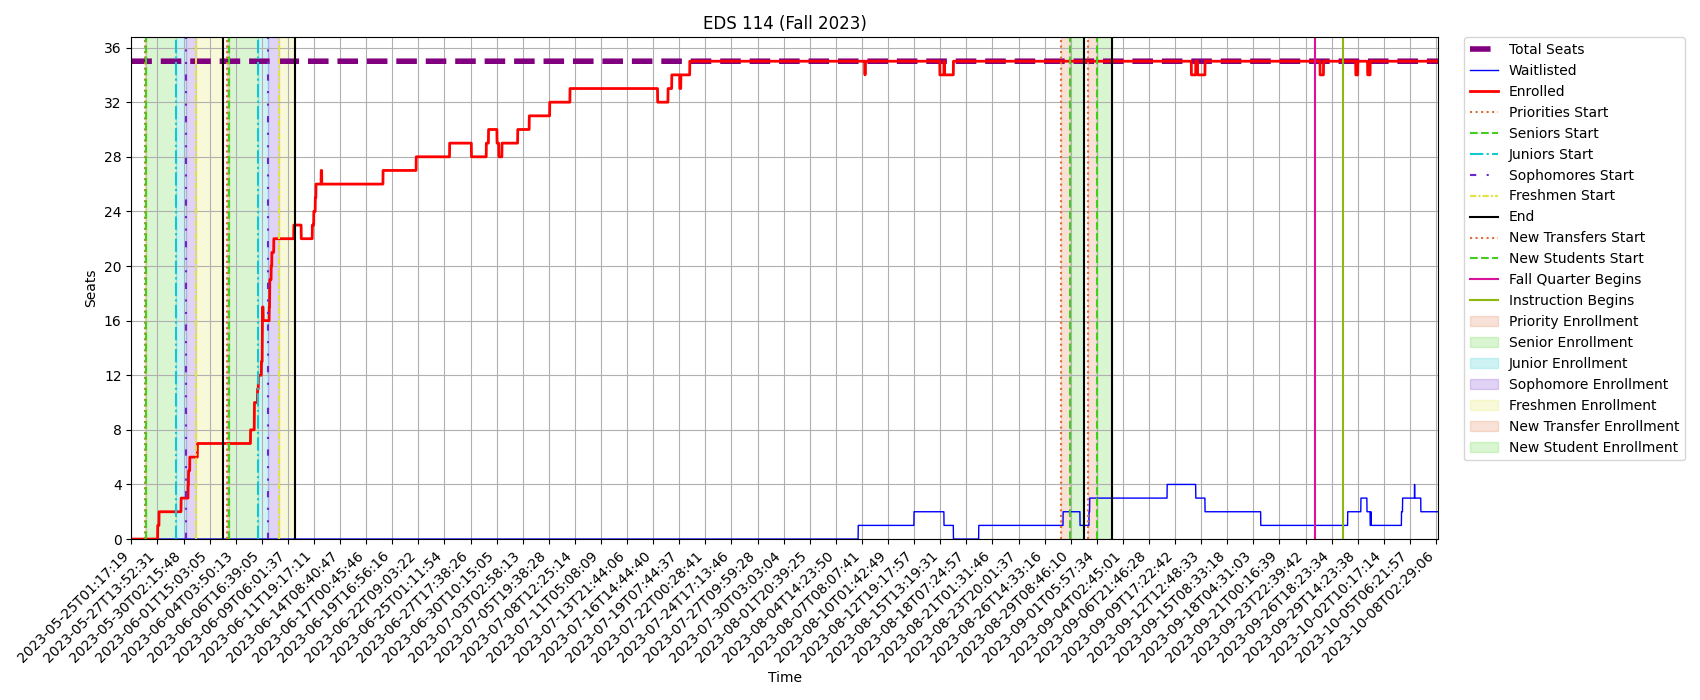 EDS 114 (Fall 2023)
Seats
36
32
28
24
20
16
12
8
4
0
2023-05-25T01:17:19
2023-05-27T13:52:31
2023-05-30T02:15:48
2023-06-01T15:03:05
2023-06-04T03:50:13
2023-06-06T16:39:05
2023-06-09T06:01:37
2023-06-11T19:17:11
2023-06-14T08:40:47
2023-06-17T00:45:46
2023-06-19T16:56:16
2023-06-22T09:03:22
2023-06-25T01:11:54
2023-06-27T17:38:26
2023-06-30T10:15:05
2023-07-03T02:58:13
2023-07-05T19:38:28
2023-07-08T12:25:14
2023-07-11T05:08:09
2023-07-13T21:44:06
2023-07-16T14:44:40
2023-07-19T07:44:37
2023-07-22T00:28:41
2023-07-24T17:13:46
2023-07-27T09:59:28
2023-07-30T03:03:04
2023-08-01T20:39:25
2023-08-04T14:23:50
2023-08-07T08:07:41
2023-08-10T01:42:49
2023-08-12T19:17:57
2023-08-15T13:19:31
2023-08-18T07:24:57
2023-08-21T01:31:46
2023-08-23T20:01:37
2023-08-26T14:33:16
2023-08-29T08:46:10
2023-09-01T05:57:34
2023-09-04T02:45:01
2023-09-06T21:46:28
2023-09-09T17:22:42
2023-09-12T12:48:33
2023-09-15T08:33:18
2023-09-18T04:31:03
2023-09-21T00:16:39
2023-09-23T22:39:42
2023-09-26T18:23:34
2023-09-29T14:23:38
2023-10-02T10:17:14
2023-10-05T06:21:57
2023-10-08T02:29:06
Time
Total Seats
Waitlisted
Enrolled
Priorities Start
Seniors Start
Juniors Start
Sophomores Start
Freshmen Start
End
New Transfers Start
New Students Start
Fall Quarter Begins
Instruction Begins
Priority Enrollment
Senior Enrollment
Junior Enrollment
Sophomore Enrollment
Freshmen Enrollment
New Transfer Enrollment
New Student Enrollment